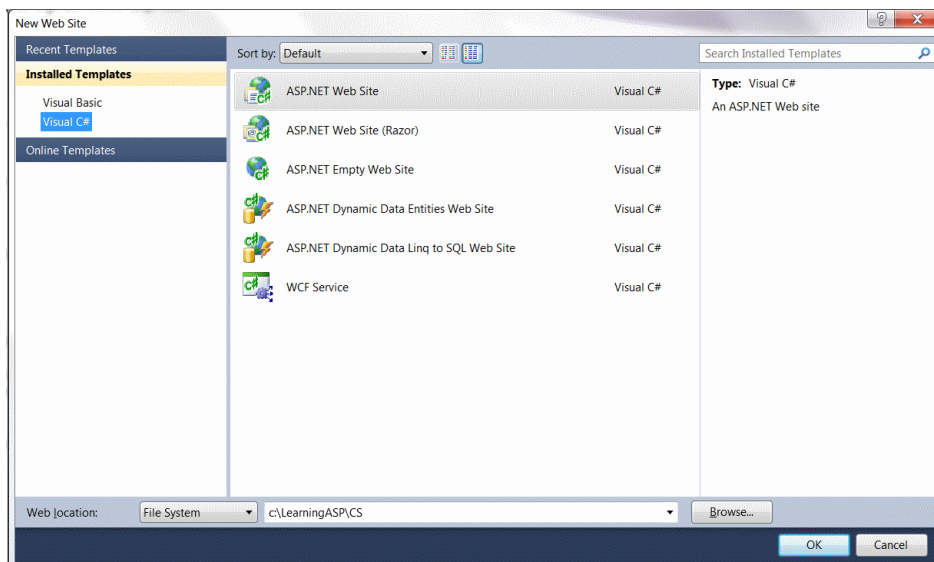 New Web Site
Recent Templates
Installed Templates
Visual Basic
Visual C#
Online Templates
Sort by: Default
ASP.NET Web Site Visual C#
ASP.NET Web Site (Razor) Visual C#
ASP.NET Empty Web Site Visual C#
ASP.NET Dynamic Data Entities Web Site Visual C#
ASP.NET Dynamic Data Linq to SQL Web Site Visual C#
WCF Service Visual C#
Search Installed Templates
Type: Visual C#
An ASP.NET Web site
Web location: File System c:\LearningASP\CS Browse...
OK Cancel